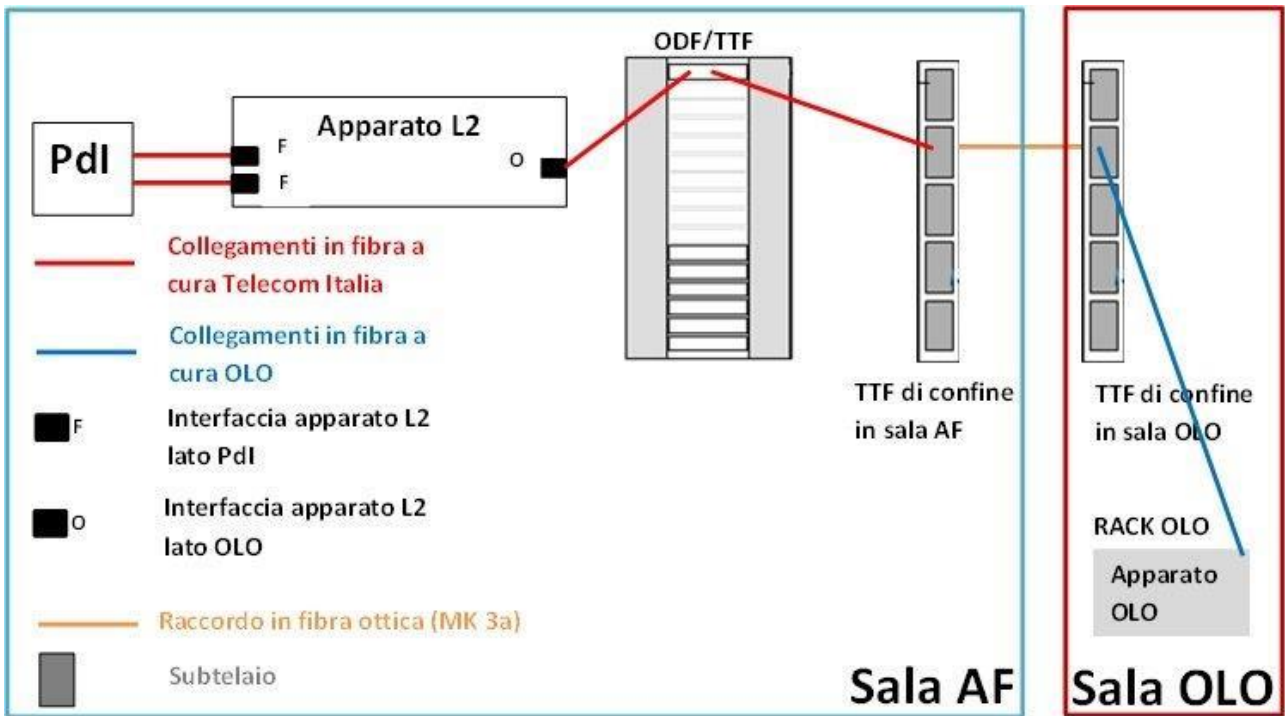 ODF/TTF
PdI
Apparato L2
F
F
O
Collegamenti in fibra a
cura Telecom Italia
Collegamenti in fibra a
cura OLO
F
Interfaccia apparato L2
lato PdI
O
Interfaccia apparato L2
lato OLO
Raccordo in fibra ottica (MK 3a)
Subtelaio
TTF di confine
in sala AF
TTF di confine
in sala OLO
RACK OLO
Apparato
OLO
Sala AF
Sala OLO